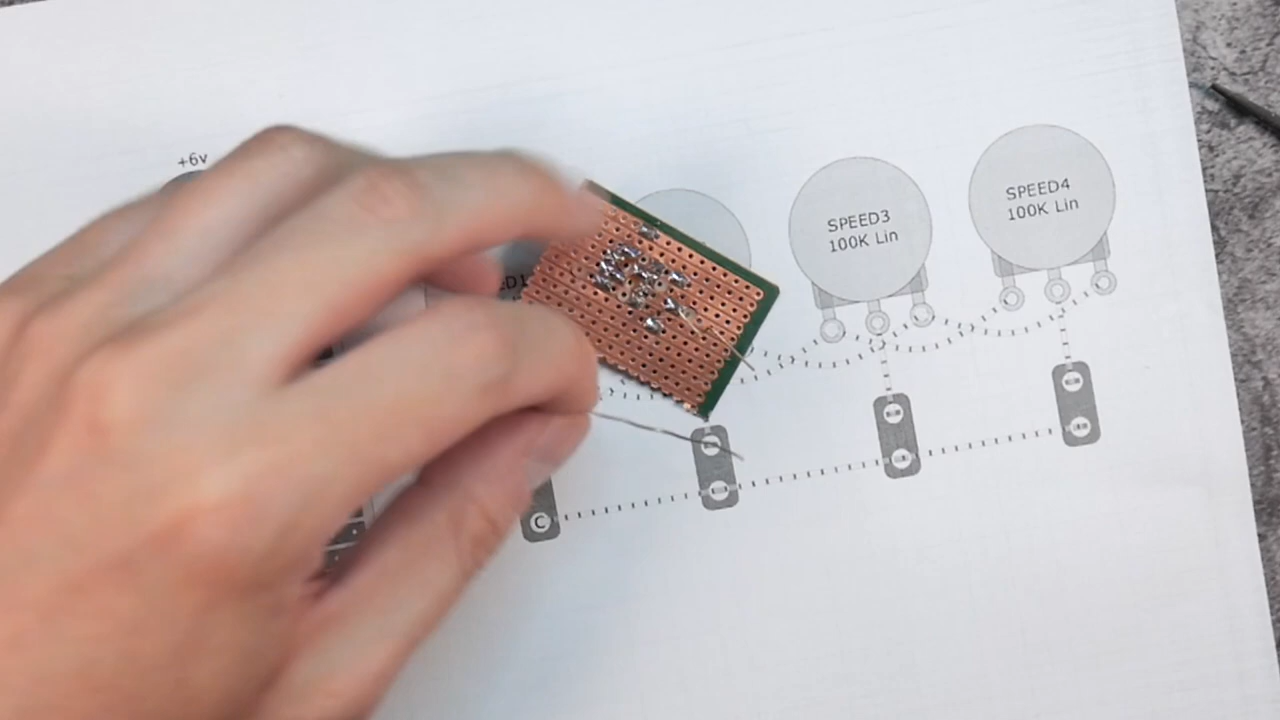 +6v
SPEED4
100K Lin
SPEED3
100K Lin
C